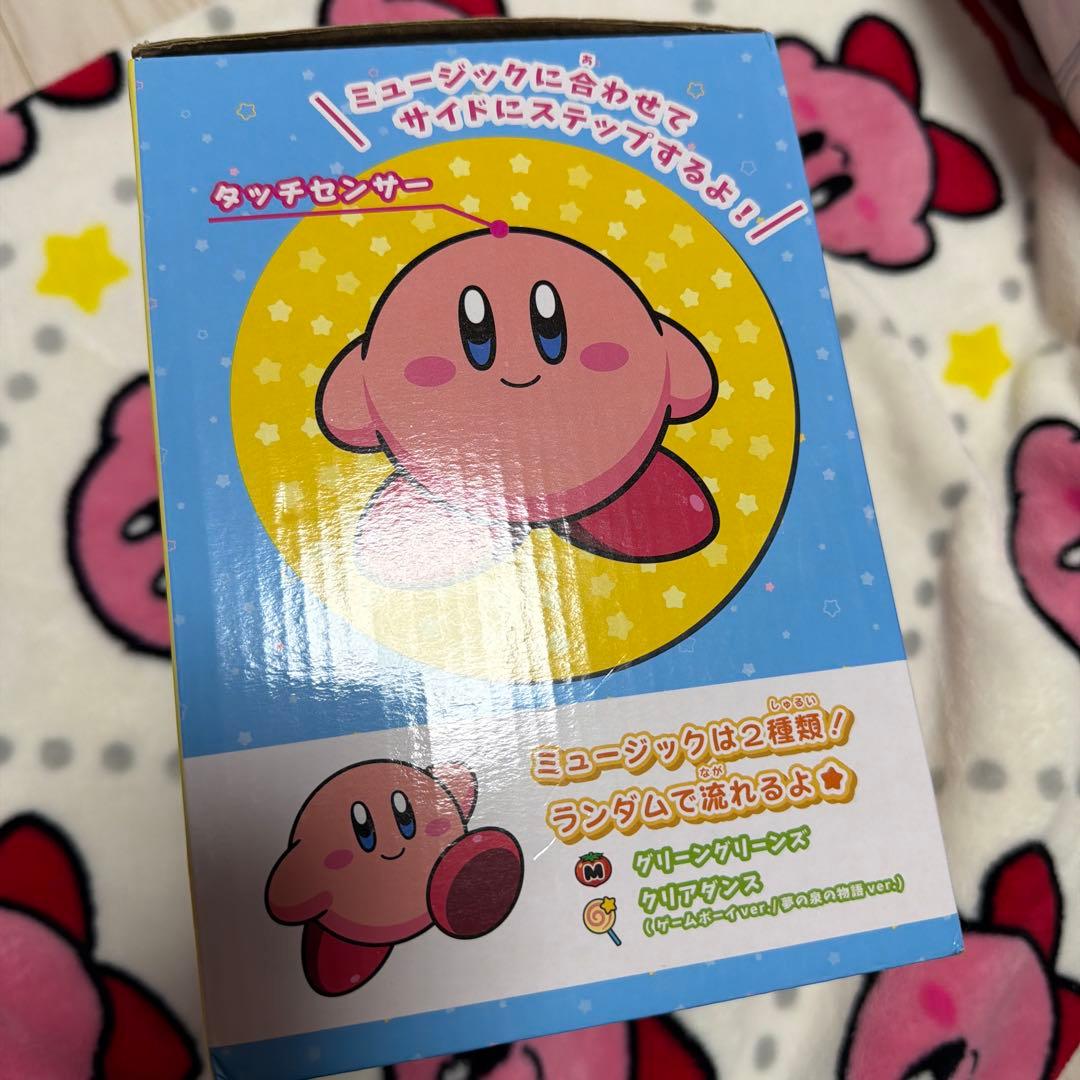 ミュージックに合わせて
サイドにステップするよ!
タッチセンサー
ミュージックは2種類!
ランダムで流れるよ★
M
グリーングリーンズ
クリアダンス
(ゲームボーイver./夢の泉の物語ver.)